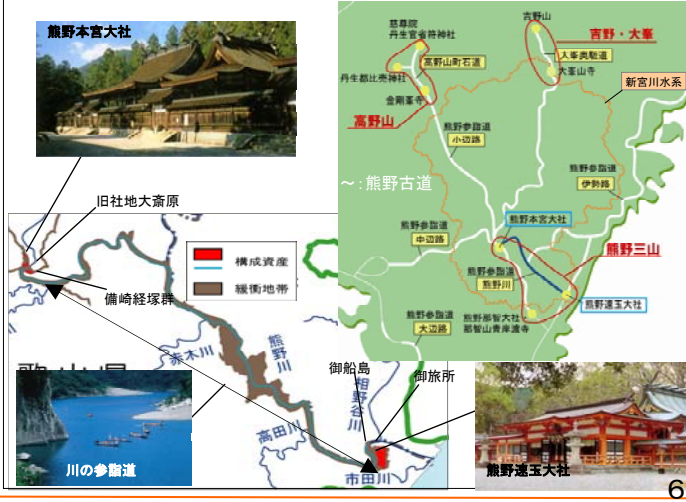 熊野本宮大社
旧社地大斎原
備崎経塚群
構成資産
緩衝地帯
赤木川
熊野川
高田川
御船島
相野谷川
御旅所
市田川
川の参詣道
熊野速玉大社
慈尊院
丹生官省符神社
高野山町石道
丹生都比売神社
金剛峯寺
高野山
吉野山
吉野・大峯
大峯奥駈道
大峯山寺
新宮川水系
熊野参詣道
小辺路
～:熊野古道
熊野参詣道
伊勢路
熊野参詣道
中辺路
熊野本宮大社
熊野三山
熊野参詣道
熊野川
熊野速玉大社
熊野那智大社
那智山青岸渡寺
熊野参詣道
大辺路
6